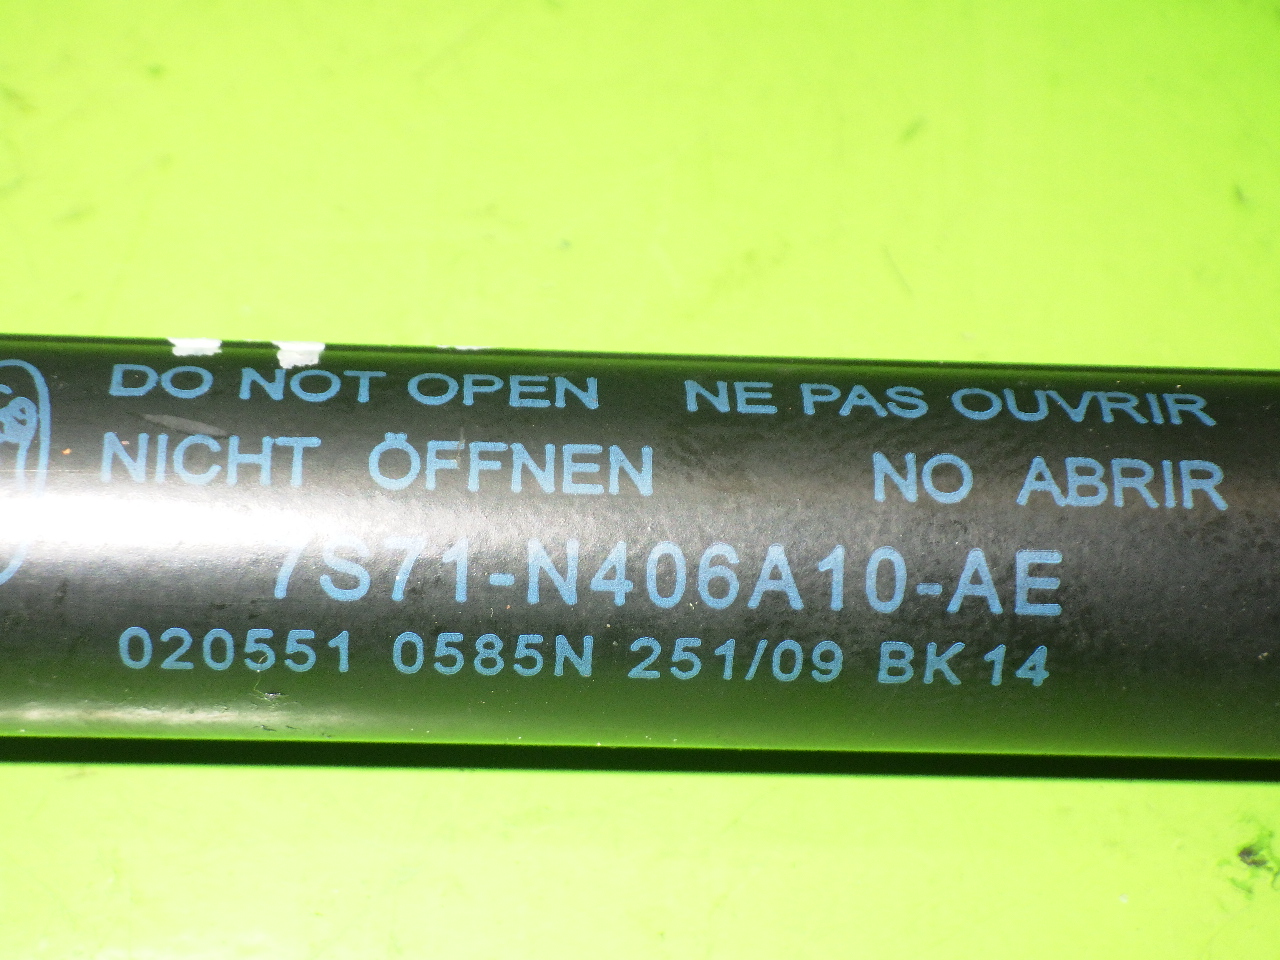 DO NOT OPEN NE PAS OUVRIR
NICHT ÖFFNEN NO ABRIR
7S71-N406A10-AE
020551 0585N 251/09 BK14